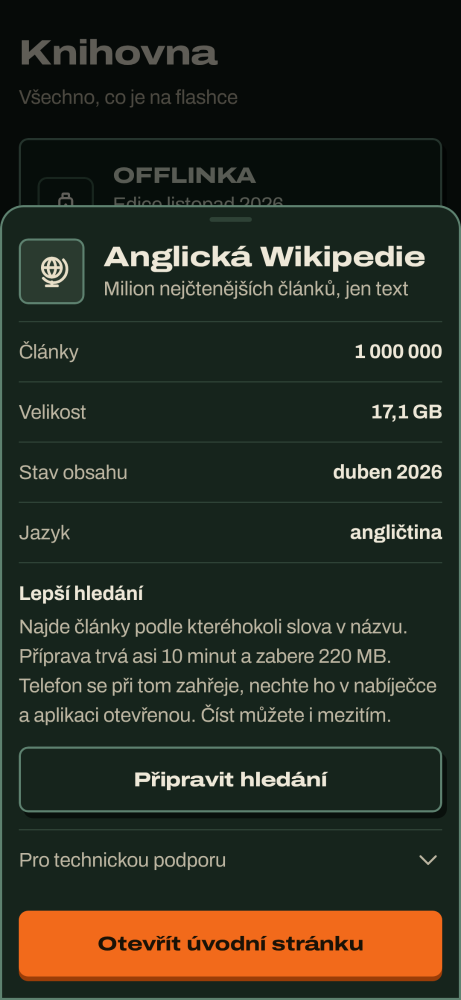 Knihovna
Všechno, co je na flashce
OFFLINKA
Edice listopad 2026
Anglická Wikipedie
Milion nejčtenějších článků, jen text
Články
1 000 000
Velikost
17,1 GB
Stav obsahu
duben 2026
Jazyk
angličtina
Lepší hledání
Najde články podle kteréhokoli slova v názvu.
Příprava trvá asi 10 minut a zabere 220 MB.
Telefon se při tom zahřeje, nechte ho v nabíječce
a aplikaci otevřenou. Číst můžete i mezitím.
Připravit hledání
Pro technickou podporu
Otevřít úvodní stránku